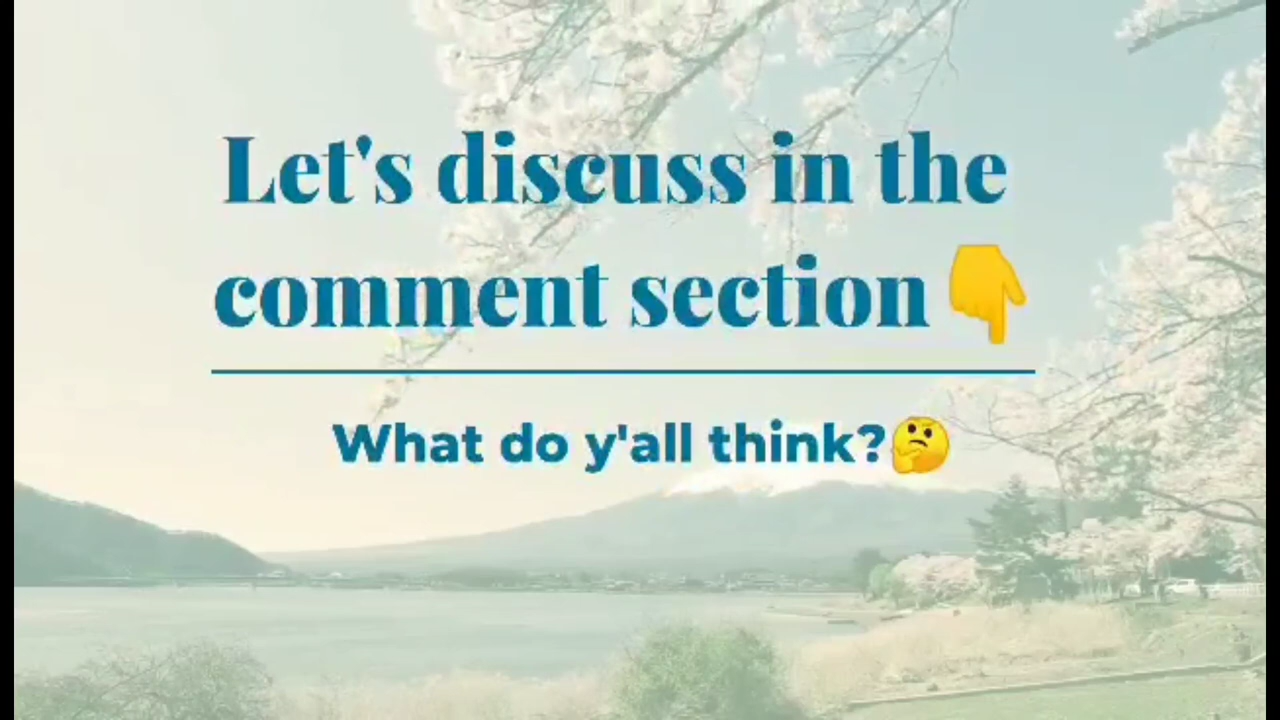 Let's discuss in the
comment section👇
What do y'all think?🤔